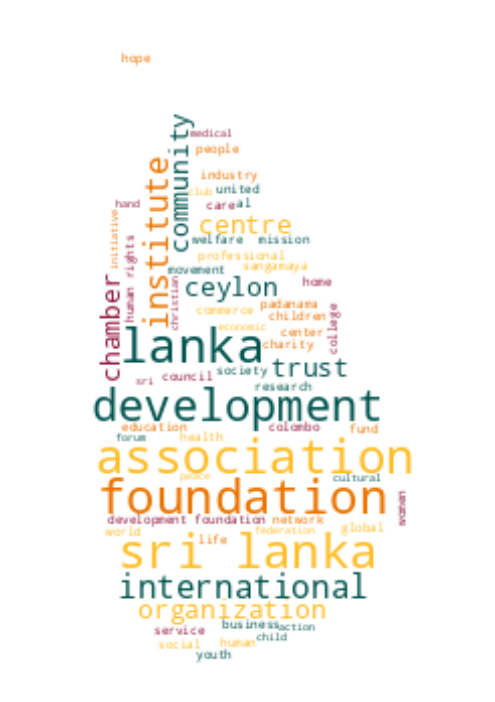 hope
community
medical
people
institute
industry
club
united
hand
care
al
initiative
centre
human rights
welfare
mission
professional
movement
sangamaya
chamber
christian
ceylon
home
padanama
commerce
children
college
economic
center
lanka
charity
society
trust
sri
council
research
development
education
colombo
fund
forum
health
association
peace
cultural
foundation
women
development foundation
network
world
federation
global
life
sri lanka
international
organization
service
business
action
child
social
human
youth